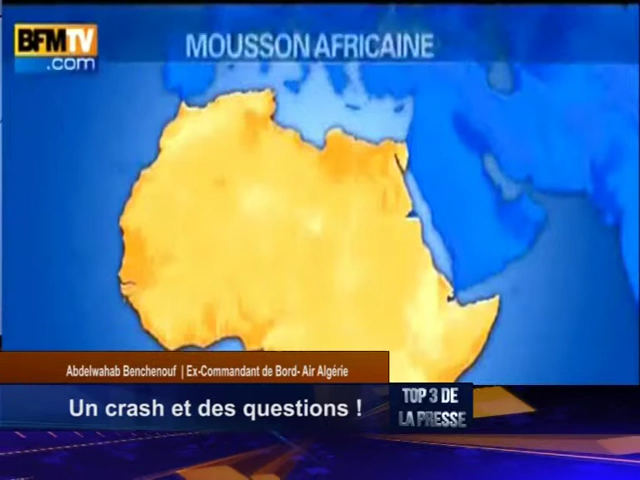 BFMTV
.com
MOUSSON AFRICAINE
Abdelwahab Benchenouf | Ex-Commandant de Bord- Air Algérie
Un crash et des questions !
TOP 3 DE
LA PRESSE